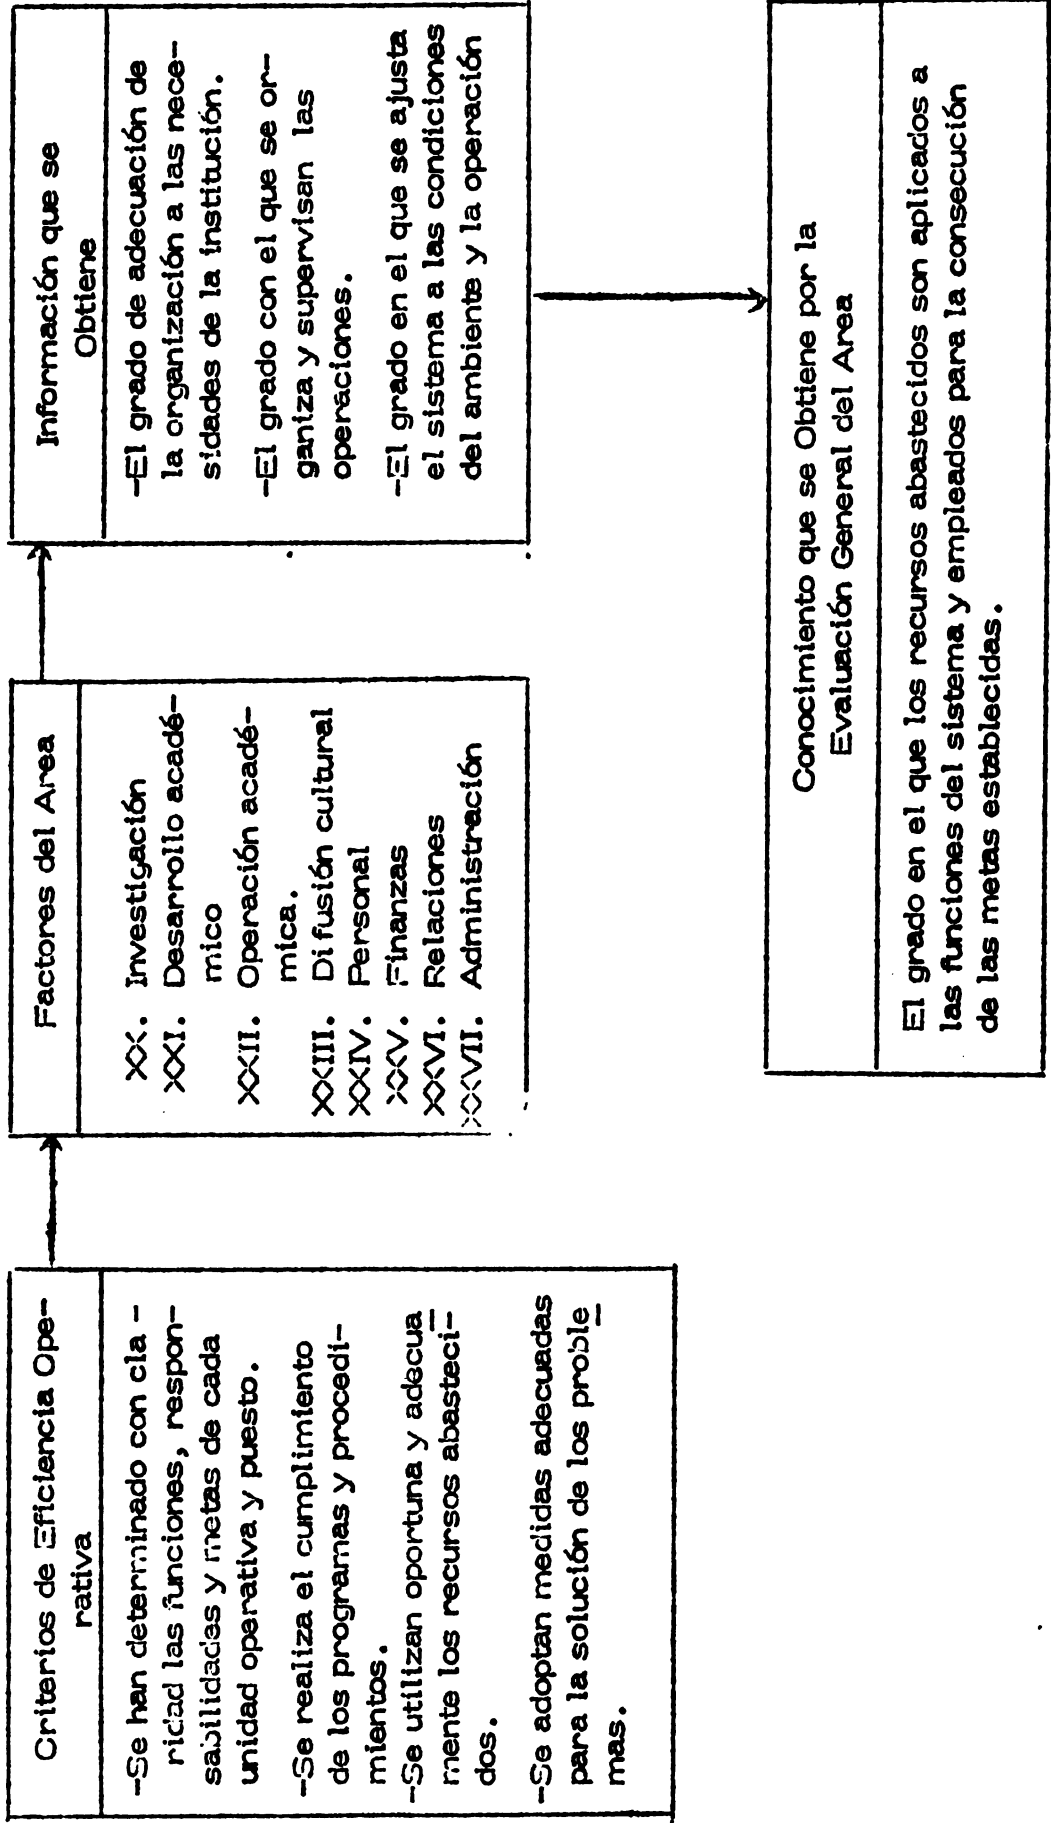 Criterios de Eficiencia Ope-
rativa
-Se han determinado con cla -
ridad las funciones, respon-
sabilidades y metas de cada
unidad operativa y puesto.
-Se realiza el cumplimiento
de los programas y procedi-
mientos.
-Se utilizan oportuna y adecua
mente los recursos abasteci-
dos.
-Se adoptan medidas adecuadas
para la solución de los proble
mas.
Factores del Area
XX. Investigación
XXI. Desarrollo acadé-
mico
XXII. Operación acadé-
mica.
XXIII. Difusión cultural
XXIV. Personal
XXV. Finanzas
XXVI. Relaciones
XXVII. Administración
Información que se
Obtiene
-El grado de adecuación de
la organización a las nece-
sidades de la institución.
-El grado con el que se or-
ganiza y supervisan las
operaciones.
-El grado en el que se ajusta
el sistema a las condiciones
del ambiente y la operación
Conocimiento que se Obtiene por la
Evaluación General del Area
El grado en el que los recursos abastecidos son aplicados a
las funciones del sistema y empleados para la consecución
de las metas establecidas.